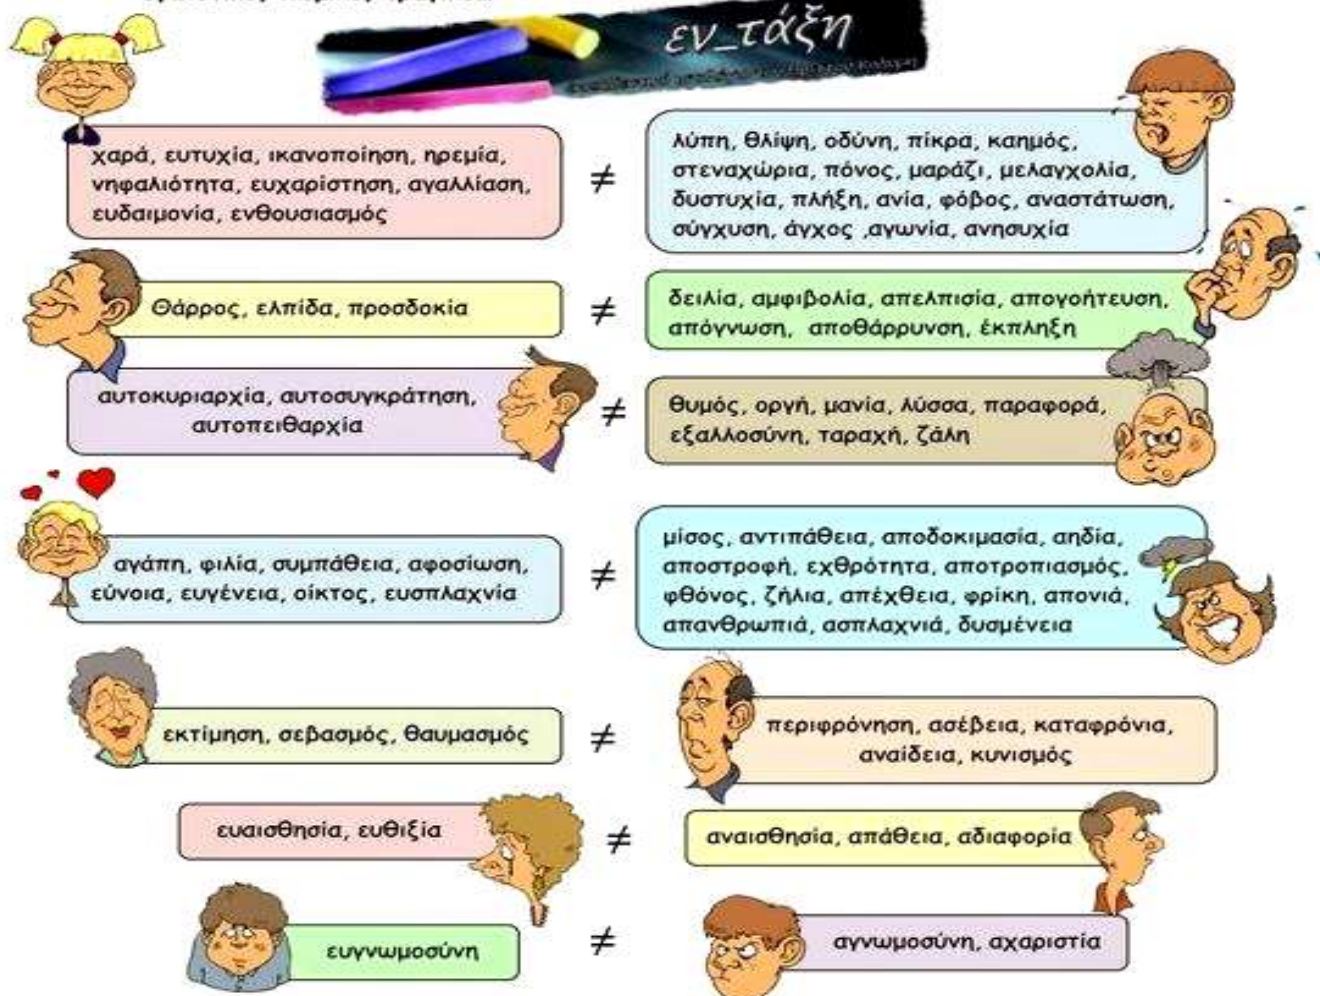 εν_τάξη
χαρά, ευτυχία, ικανοποίηση, ηρεμία,
νηφαλιότητα, ευχαρίστηση, αγαλλίαση,
ευδαιμονία, ενθουσιασμός
≠
λύπη, θλίψη, οδύνη, πίκρα, καημός,
στεναχώρια, πόνος, μαράζι, μελαγχολία,
δυστυχία, πλήξη, ανία, φόβος, αναστάτωση,
σύγχυση, άγχος ,αγωνία, ανησυχία
Θάρρος, ελπίδα, προσδοκία
≠
δειλία, αμφιβολία, απελπισία, απογοήτευση,
απόγνωση, αποθάρρυνση, έκπληξη
αυτοκυριαρχία, αυτοσυγκράτηση,
αυτοπειθαρχία
≠
θυμός, οργή, μανία, λύσσα, παραφορά,
εξαλλοσύνη, ταραχή, ζάλη
αγάπη, φιλία, συμπάθεια, αφοσίωση,
εύνοια, ευγένεια, οίκτος, ευσπλαχνία
≠
μίσος, αντιπάθεια, αποδοκιμασία, αηδία,
αποστροφή, εχθρότητα, αποτροπιασμός,
φθόνος, ζήλια, απέχθεια, φρίκη, απονιά,
απανθρωπιά, ασπλαχνιά, δυσμένεια
εκτίμηση, σεβασμός, θαυμασμός
≠
περιφρόνηση, ασέβεια, καταφρόνια,
αναίδεια, κυνισμός
ευαισθησία, ευθιξία
≠
αναισθησία, απάθεια, αδιαφορία
ευγνωμοσύνη
≠
αγνωμοσύνη, αχαριστία